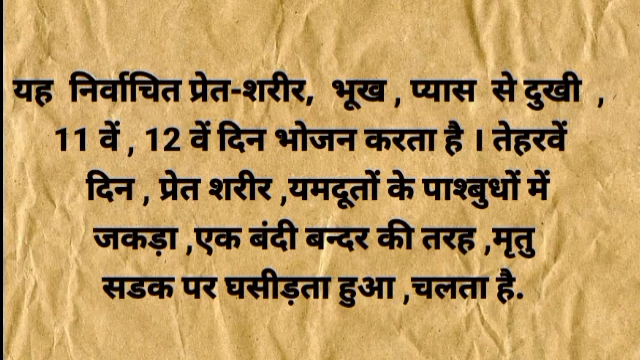 यह निर्वाचित प्रेत-शरीर, भूख , प्यास से दुखी ,
11 वें , 12 वें दिन भोजन करता है । तेहरवें
दिन , प्रेत शरीर ,यमदूतों के पाश्बुधों में
जकड़ा ,एक बंदी बन्दर की तरह ,मृतु
सडक पर घसीड़ता हुआ ,चलता है.